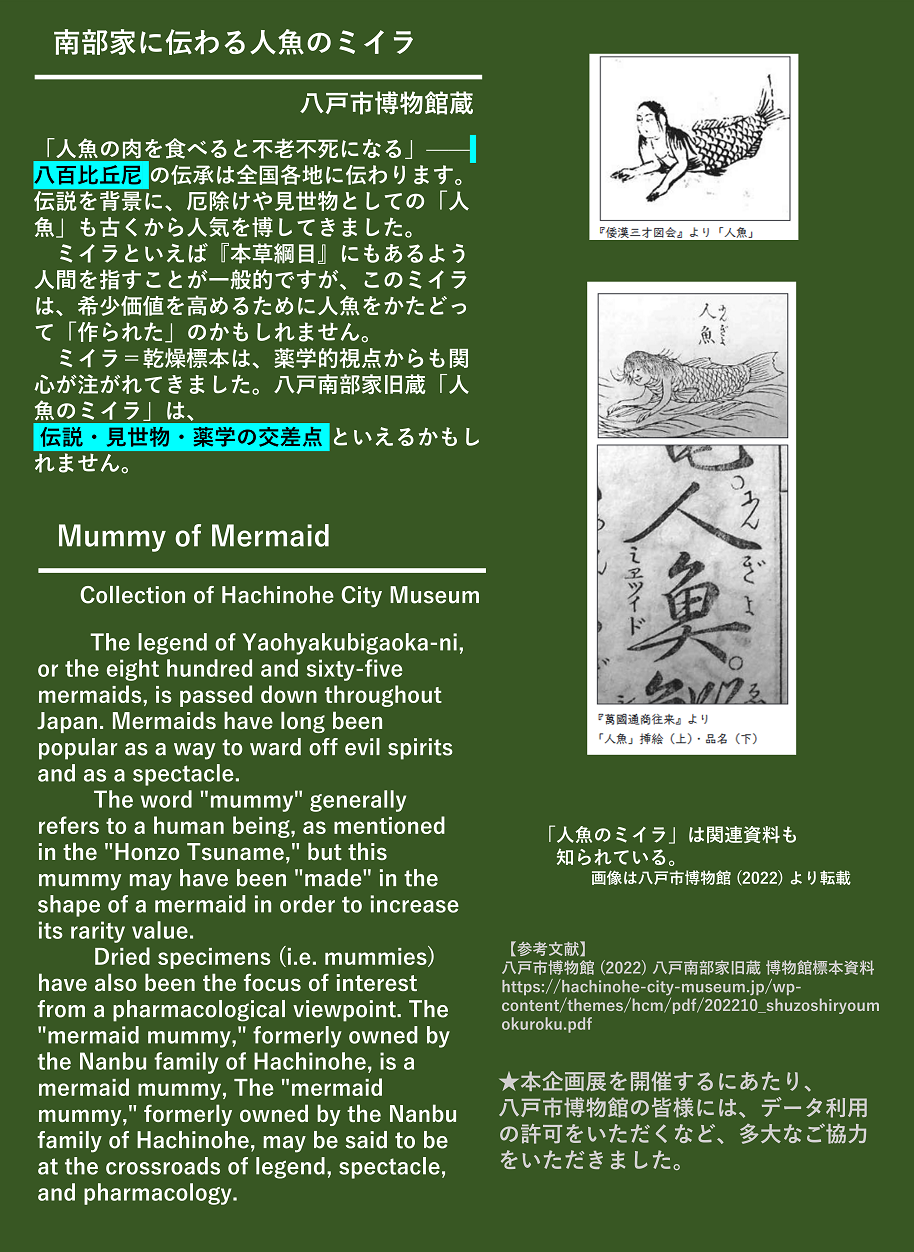 南部家に伝わる人魚のミイラ
八戸市博物館蔵
「人魚の肉を食べると不老不死になる」――
八百比丘尼の伝承は全国各地に伝わります。
伝説を背景に、厄除けや見世物としての「人
魚」も古くから人気を博してきました。
ミイラといえば『本草綱目』にもあるよう
人間を指すことが一般的ですが、このミイラ
は、希少価値を高めるために人魚をかたどっ
て「作られた」のかもしれません。
ミイラ＝乾燥標本は、薬学的視点からも関
心が注がれてきました。八戸南部家旧蔵「人
魚のミイラ」は、
伝説・見世物・薬学の交差点といえるかもし
れません。
Mummy of Mermaid
Collection of Hachinohe City Museum
The legend of Yaohyakubigaoka-ni,
or the eight hundred and sixty-five
mermaids, is passed down throughout
Japan. Mermaids have long been
popular as a way to ward off evil spirits
and as a spectacle.
The word "mummy" generally
refers to a human being, as mentioned
in the "Honzo Tsuname," but this
mummy may have been "made" in the
shape of a mermaid in order to increase
its rarity value.
Dried specimens (i.e. mummies)
have also been the focus of interest
from a pharmacological viewpoint. The
"mermaid mummy," formerly owned by
the Nanbu family of Hachinohe, is a
mermaid mummy, The "mermaid
mummy," formerly owned by the Nanbu
family of Hachinohe, may be said to be
at the crossroads of legend, spectacle,
and pharmacology.
『倭漢三才図会』より「人魚」
人魚
にんぎよ
人魚
にんぎよ
『萬國通商往来』より
「人魚」挿絵（上）・品名（下）
「人魚のミイラ」は関連資料も
知られている。
画像は八戸市博物館 (2022) より転載
【参考文献】
八戸市博物館 (2022) 八戸南部家旧蔵 博物館標本資料
https://hachinohe-city-museum.jp/wp-
content/themes/hcm/pdf/202210_shuzoshiryoum
okuroku.pdf
★本企画展を開催するにあたり、
八戸市博物館の皆様には、データ利用
の許可をいただくなど、多大なご協力
をいただきました。